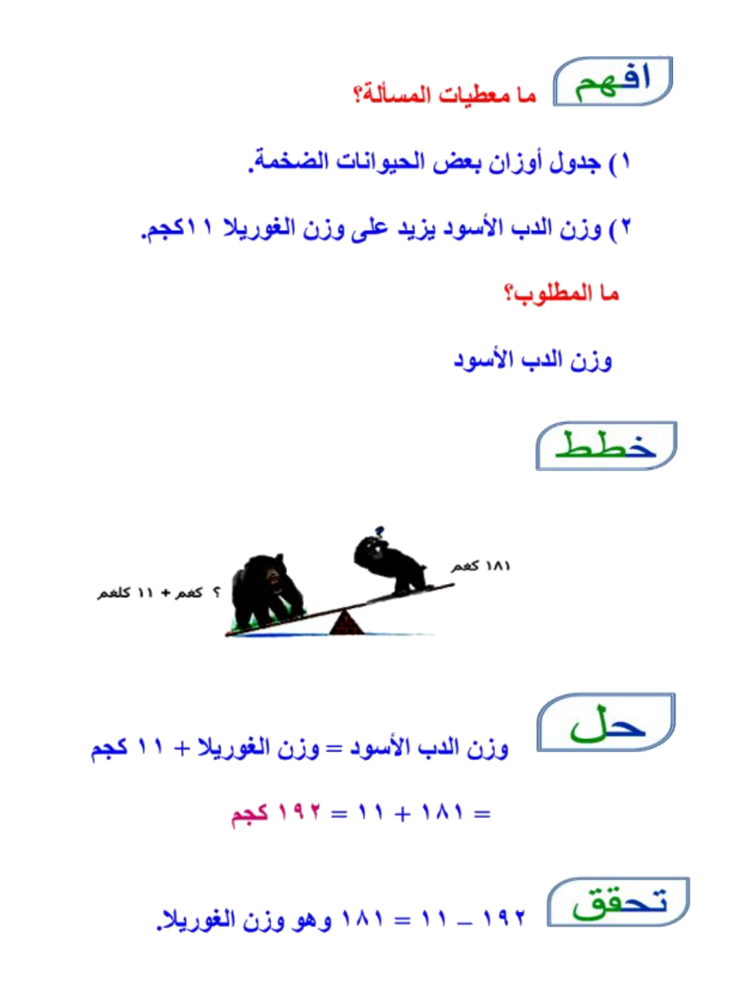 افهم
ما معطيات المسألة؟
١) جدول أوزان بعض الحيوانات الضخمة.
٢) وزن الدب الأسود يزيد على وزن الغوريلا ١١كجم.
ما المطلوب؟
وزن الدب الأسود
خطط
١٨١ كغم
؟ كغم + ١١ كلغم
حل
وزن الدب الأسود = وزن الغوريلا + ١١ كجم
= ١٨١ + ١١ = ١٩٢ كجم
تحقق
١٩٢ – ١١ = ١٨١ وهو وزن الغوريلا.